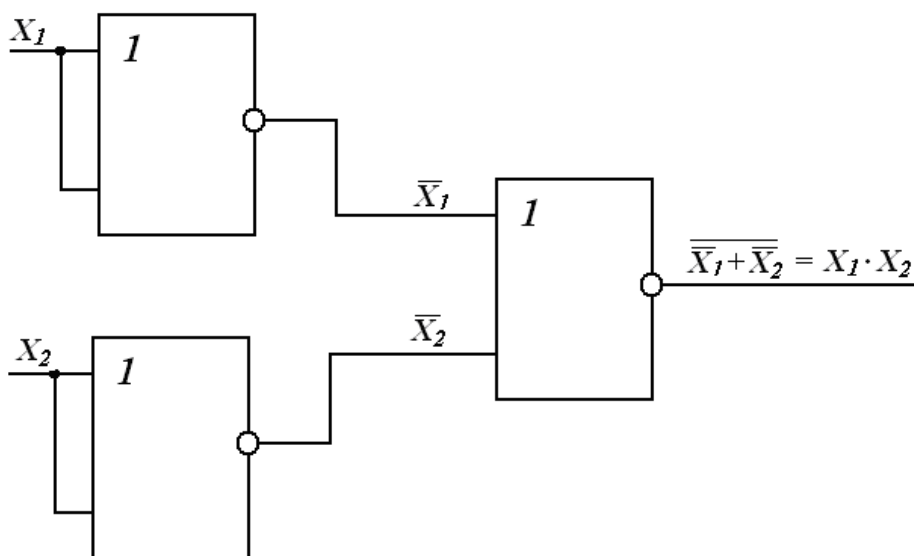 X₁
1
X̅₁
1
X̅₁+X̅₂ = X₁·X₂
X̅₂
X₂
1